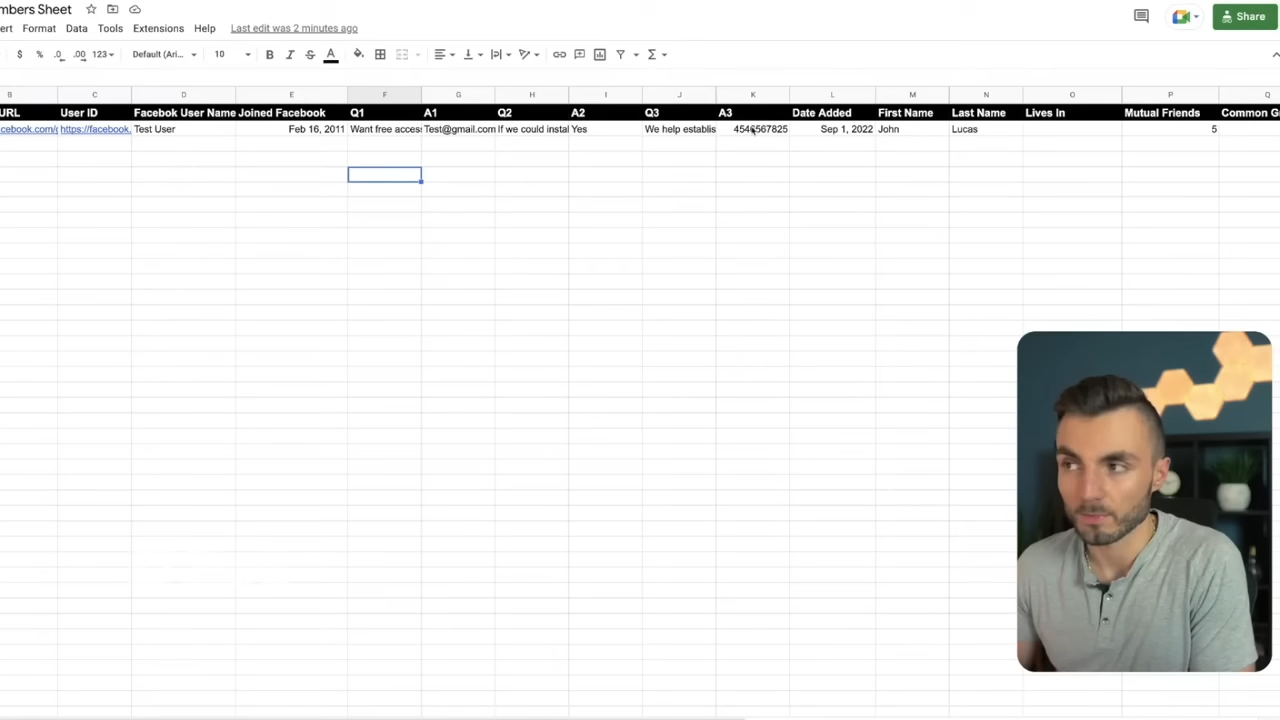 mbers Sheet
ert Format Data Tools Extensions Help Last edit was 2 minutes ago
Share
$ % .0 .00 123 Default (Ari... 10 B I S A
B C D E F G H I J K L M N O P Q
URL User ID Facebok User Name Joined Facebook Q1 A1 Q2 A2 Q3 A3 Date Added First Name Last Name Lives In Mutual Friends Common G
cebook.com/ https://facebook. Test User Feb 16, 2011 Want free acces Test@gmail.com If we could instal Yes We help establis 4546567825 Sep 1, 2022 John Lucas 5